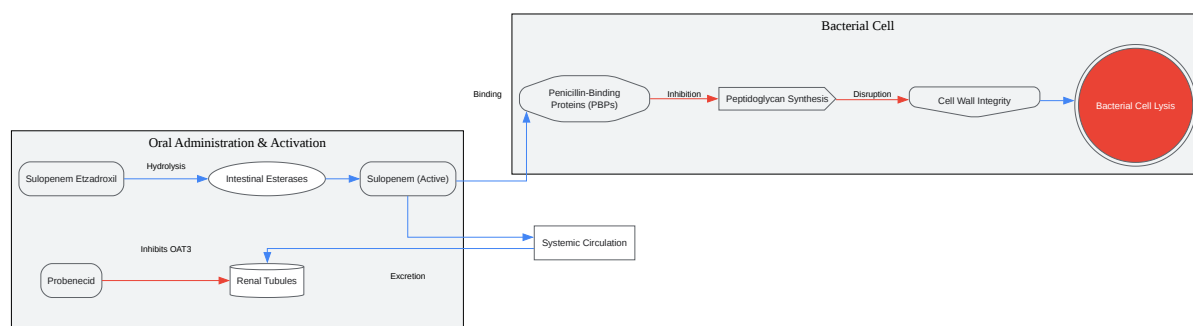 Bacterial Cell
Binding
Penicillin-Binding
Proteins (PBPs)
Inhibition
Peptidoglycan Synthesis
Disruption
Cell Wall Integrity
Bacterial Cell Lysis
Oral Administration & Activation
Sulopenem Etzadroxil
Hydrolysis
Intestinal Esterases
Sulopenem (Active)
Systemic Circulation
Inhibits OAT3
Probenecid
Renal Tubules
Excretion